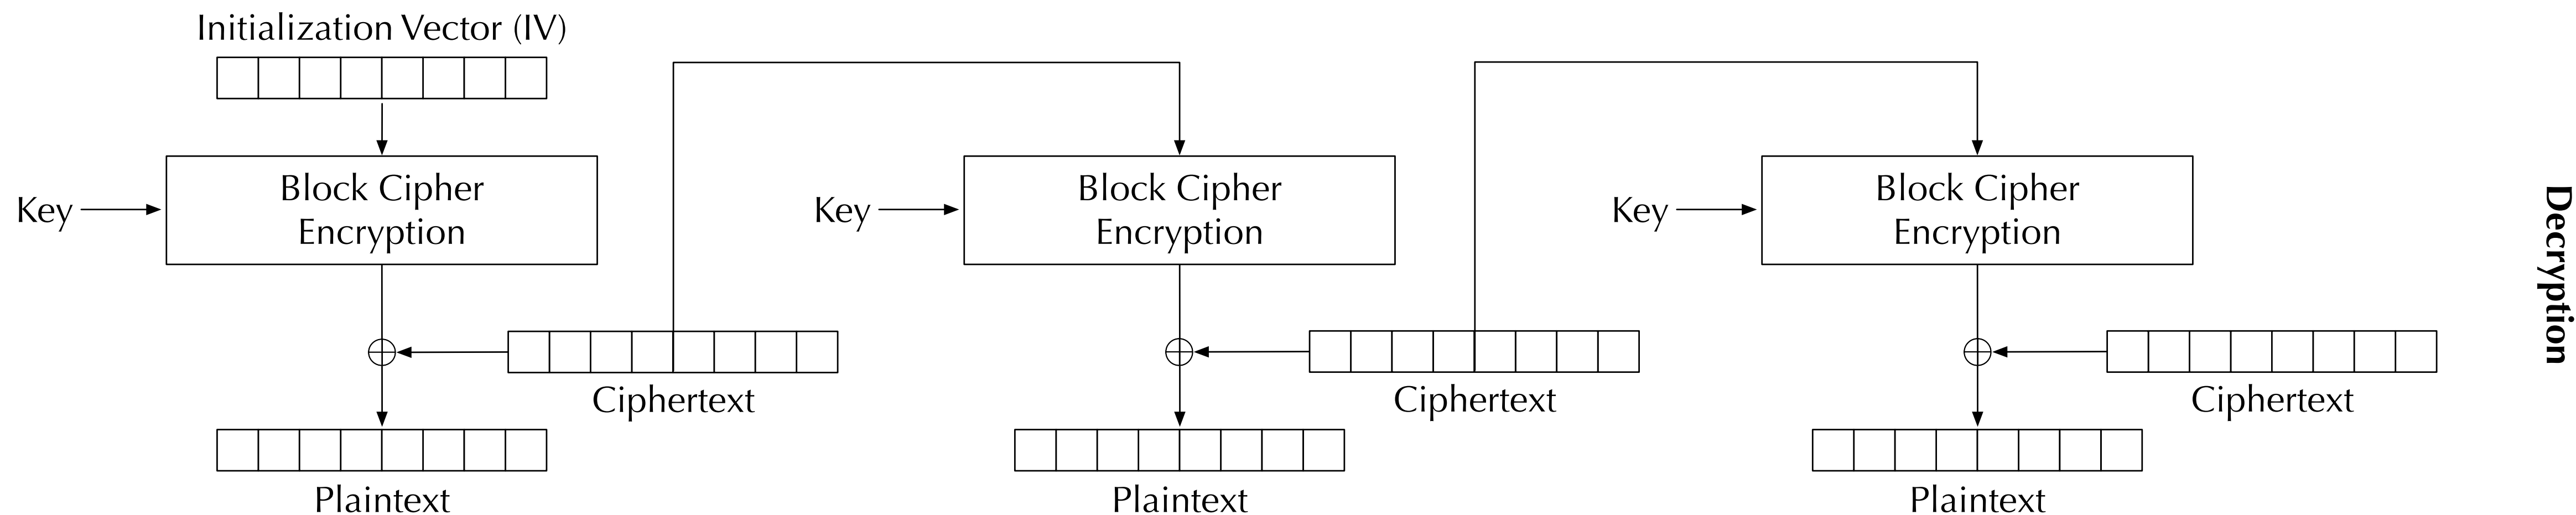 Initialization Vector (IV)
Key
Block Cipher
Encryption
Ciphertext
Plaintext
Key
Block Cipher
Encryption
Ciphertext
Plaintext
Key
Block Cipher
Encryption
Ciphertext
Plaintext
Decryption